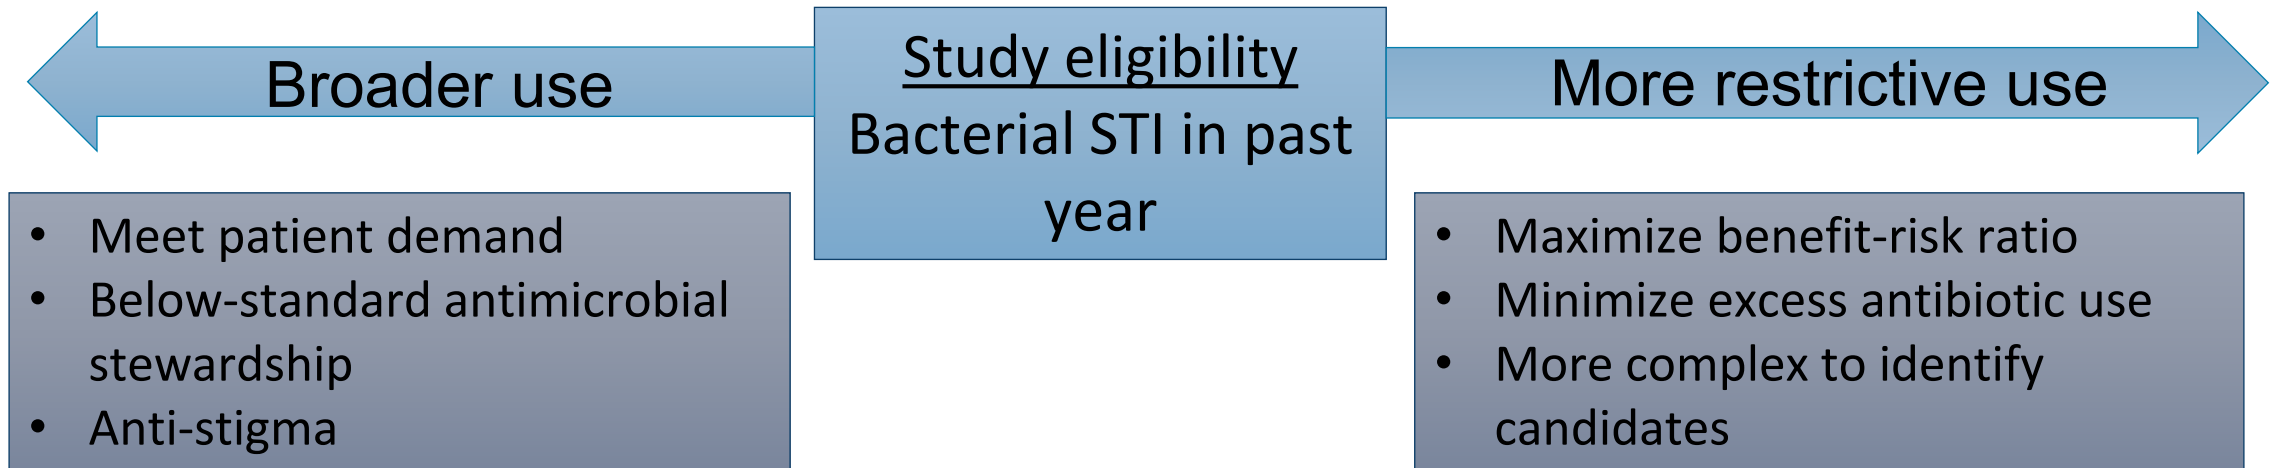 Broader use
Study eligibility
Bacterial STI in past
year
More restrictive use
• Meet patient demand
• Below-standard antimicrobial
stewardship
• Anti-stigma
• Maximize benefit-risk ratio
• Minimize excess antibiotic use
• More complex to identify
candidates